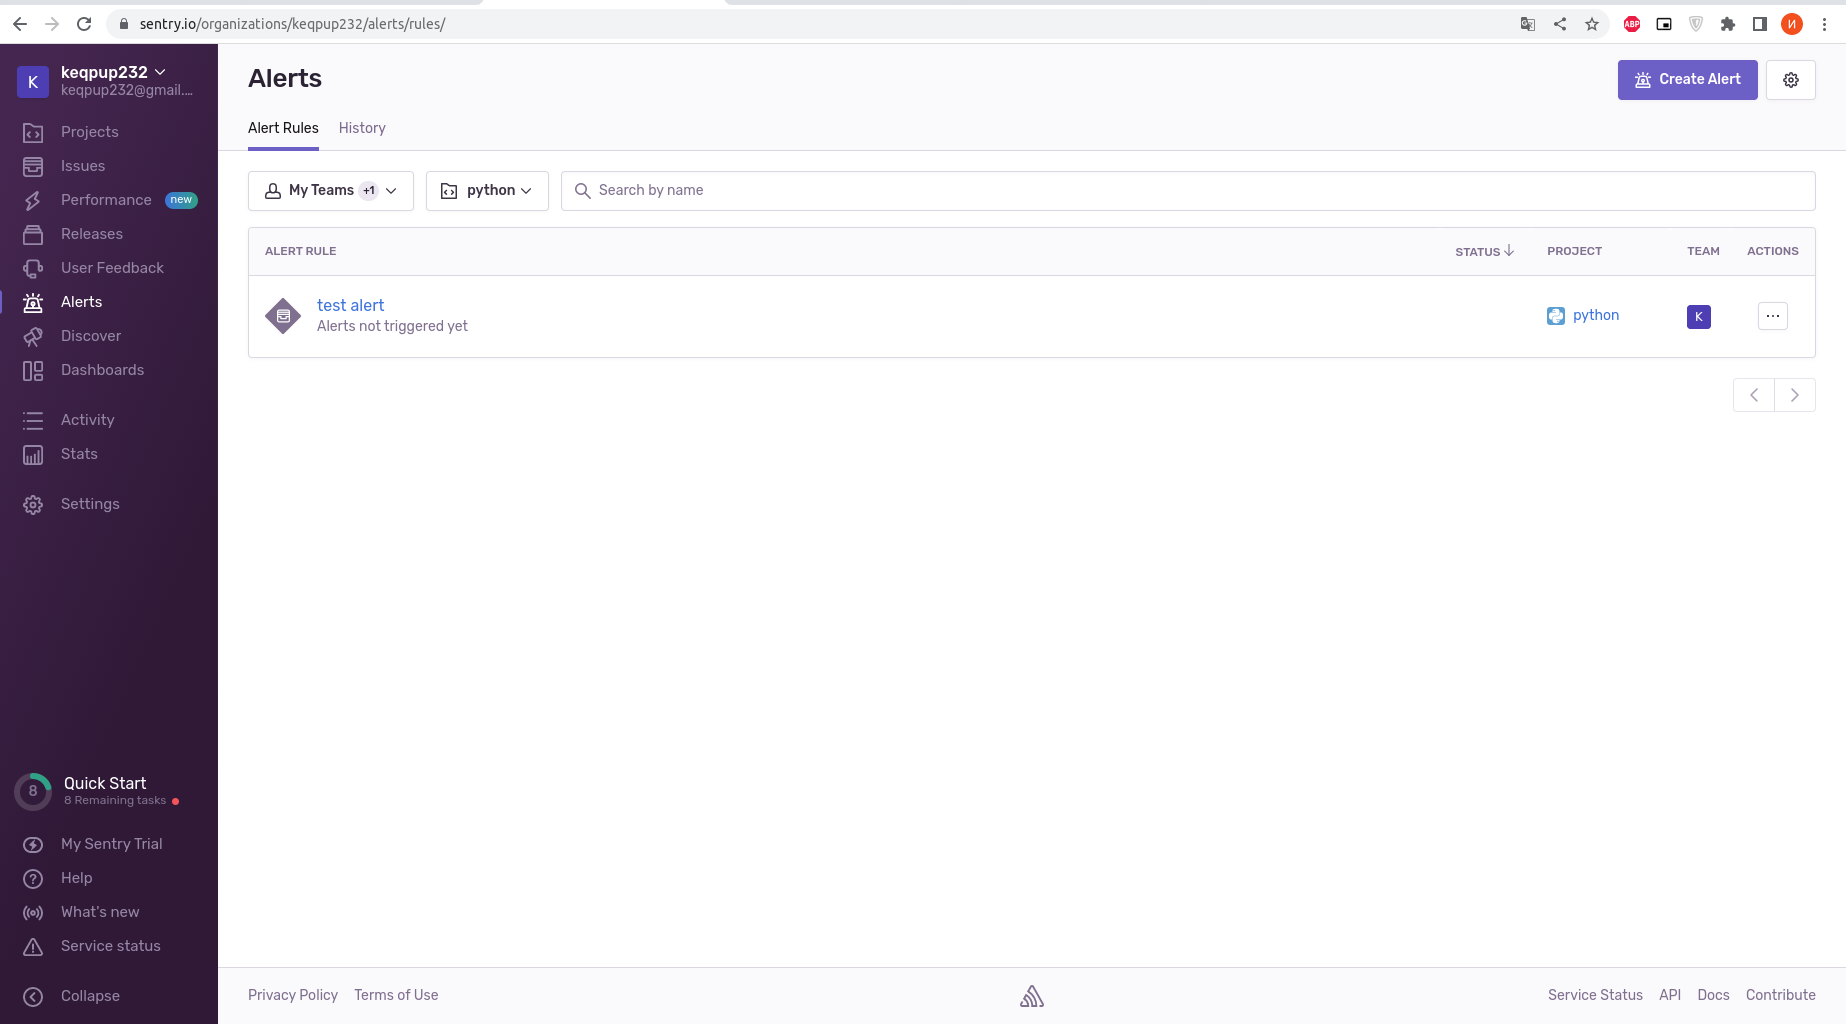 sentry.io/organizations/keqpup232/alerts/rules/
ABP
И
K
keqpup232
keqpup232@gmail....
Projects
Issues
Performance new
Releases
User Feedback
Alerts
Discover
Dashboards
Activity
Stats
Settings
8
Quick Start
8 Remaining tasks
My Sentry Trial
Help
What's new
Service status
Collapse
Alerts
Create Alert
Alert Rules History
My Teams +1 python Search by name
ALERT RULE STATUS PROJECT TEAM ACTIONS
test alert
Alerts not triggered yet
python K
Privacy Policy Terms of Use Service Status API Docs Contribute